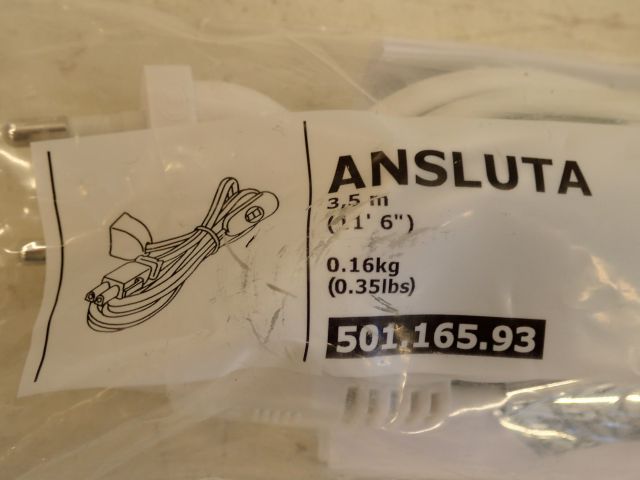 ANSLUTA
3,5 m
(11' 6")
0.16kg
(0.35lbs)
501.165.93